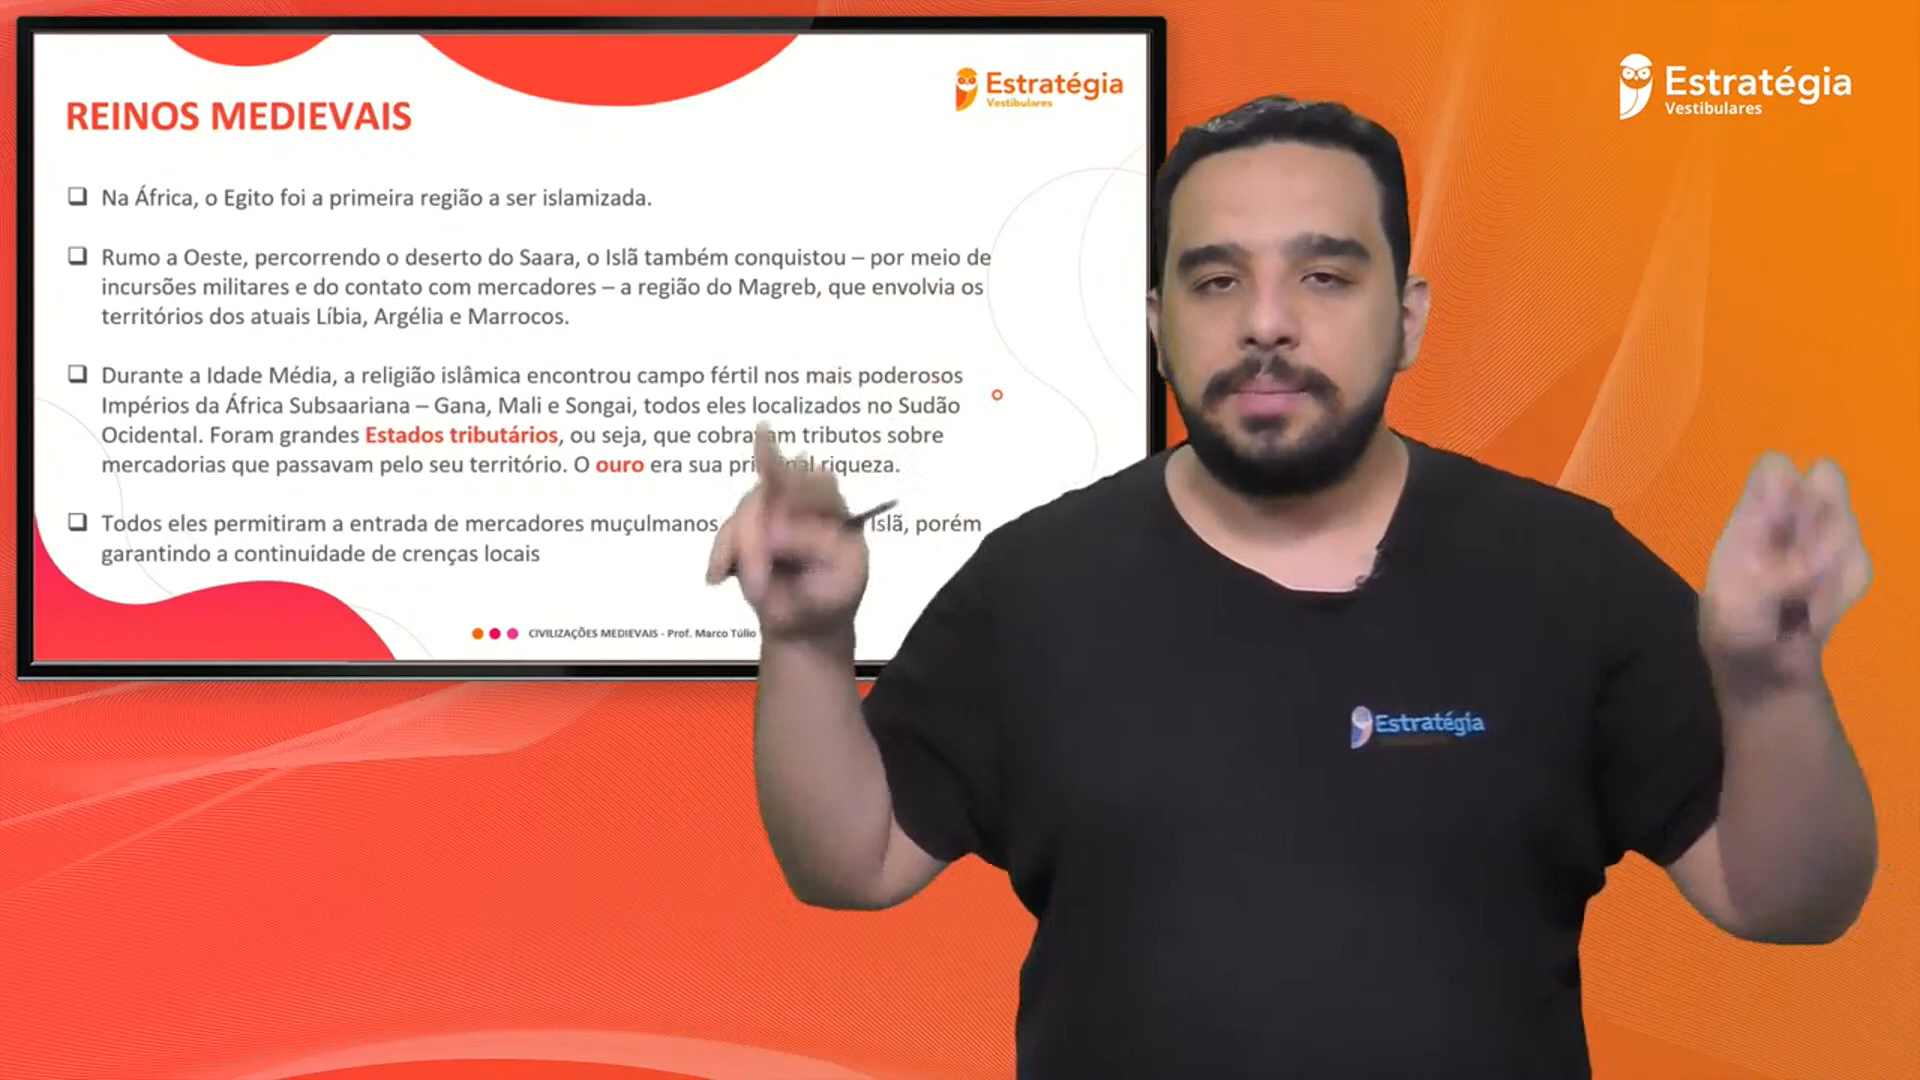 Estratégia
Vestibulares
Estratégia
Vestibulares
REINOS MEDIEVAIS
❑ Na África, o Egito foi a primeira região a ser islamizada.
❑ Rumo a Oeste, percorrendo o deserto do Saara, o Islã também conquistou – por meio de
incursões militares e do contato com mercadores – a região do Magreb, que envolvia os
territórios dos atuais Líbia, Argélia e Marrocos.
❑ Durante a Idade Média, a religião islâmica encontrou campo fértil nos mais poderosos
Impérios da África Subsaariana – Gana, Mali e Songai, todos eles localizados no Sudão
Ocidental. Foram grandes Estados tributários, ou seja, que cobravam tributos sobre
mercadorias que passavam pelo seu território. O ouro era sua principal riqueza.
❑ Todos eles permitiram a entrada de mercadores muçulmanos Islã, porém
garantindo a continuidade de crenças locais
CIVILIZAÇÕES MEDIEVAIS - Prof. Marco Túlio
Estratégia